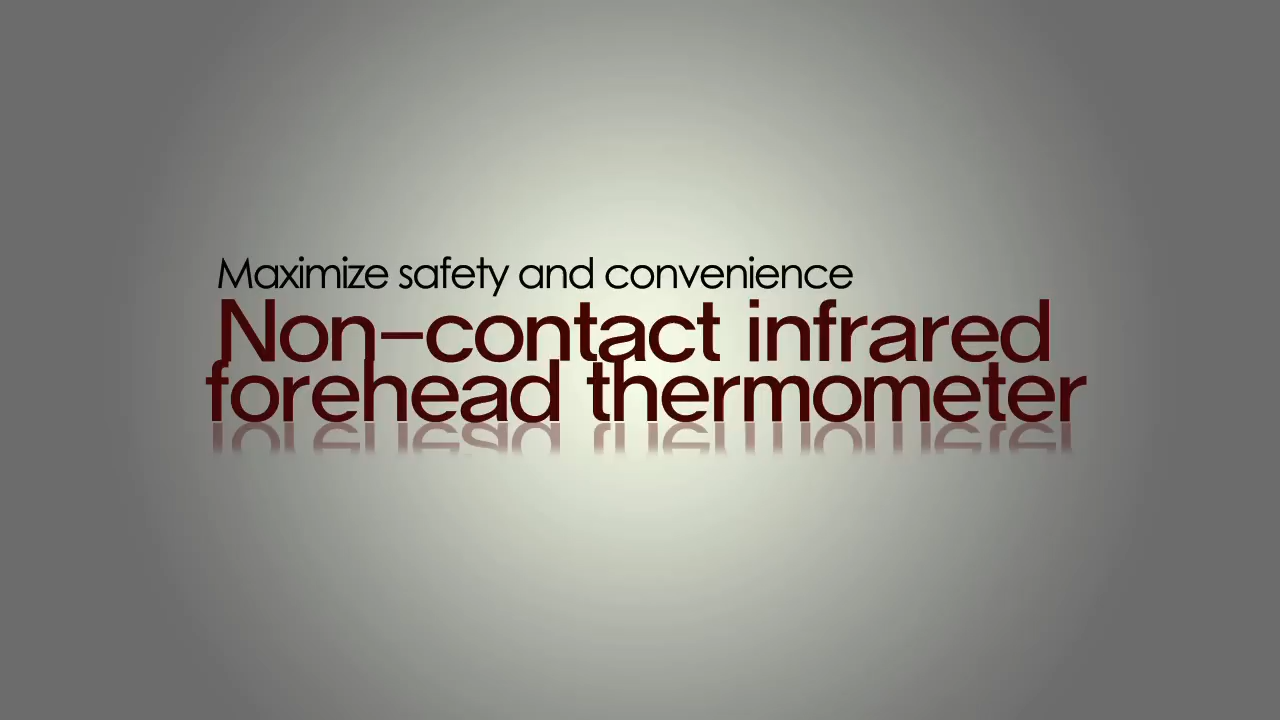 Maximize safety and convenience
Non-contact infrared
forehead thermometer